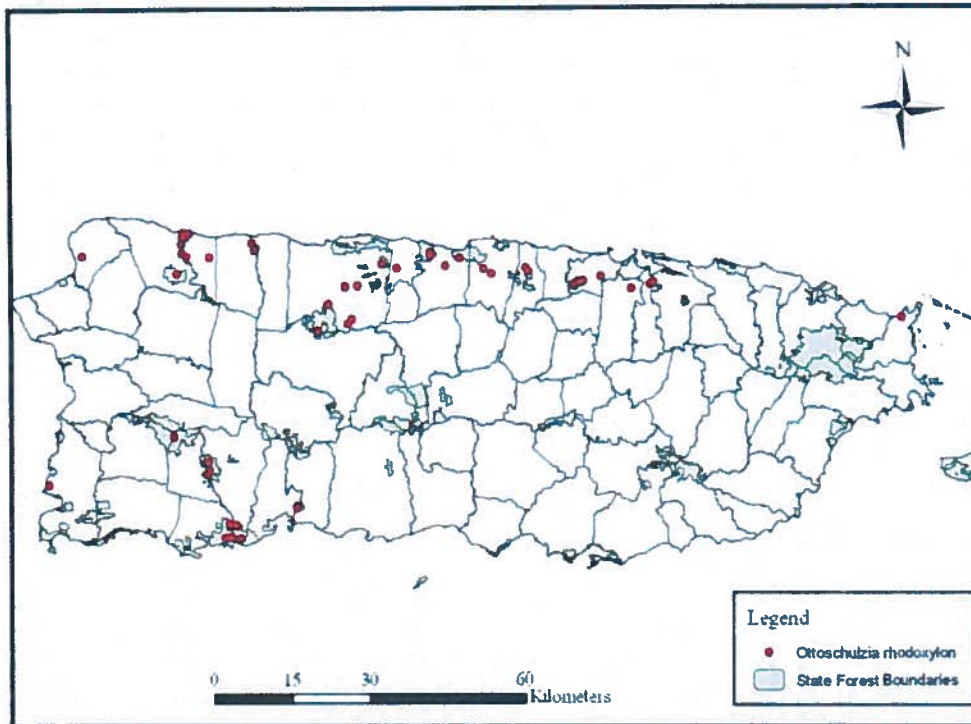 N
Legend
Ottoschulzia rhodoxylon
State Forest Boundaries
0 15 30 60
Kilometers